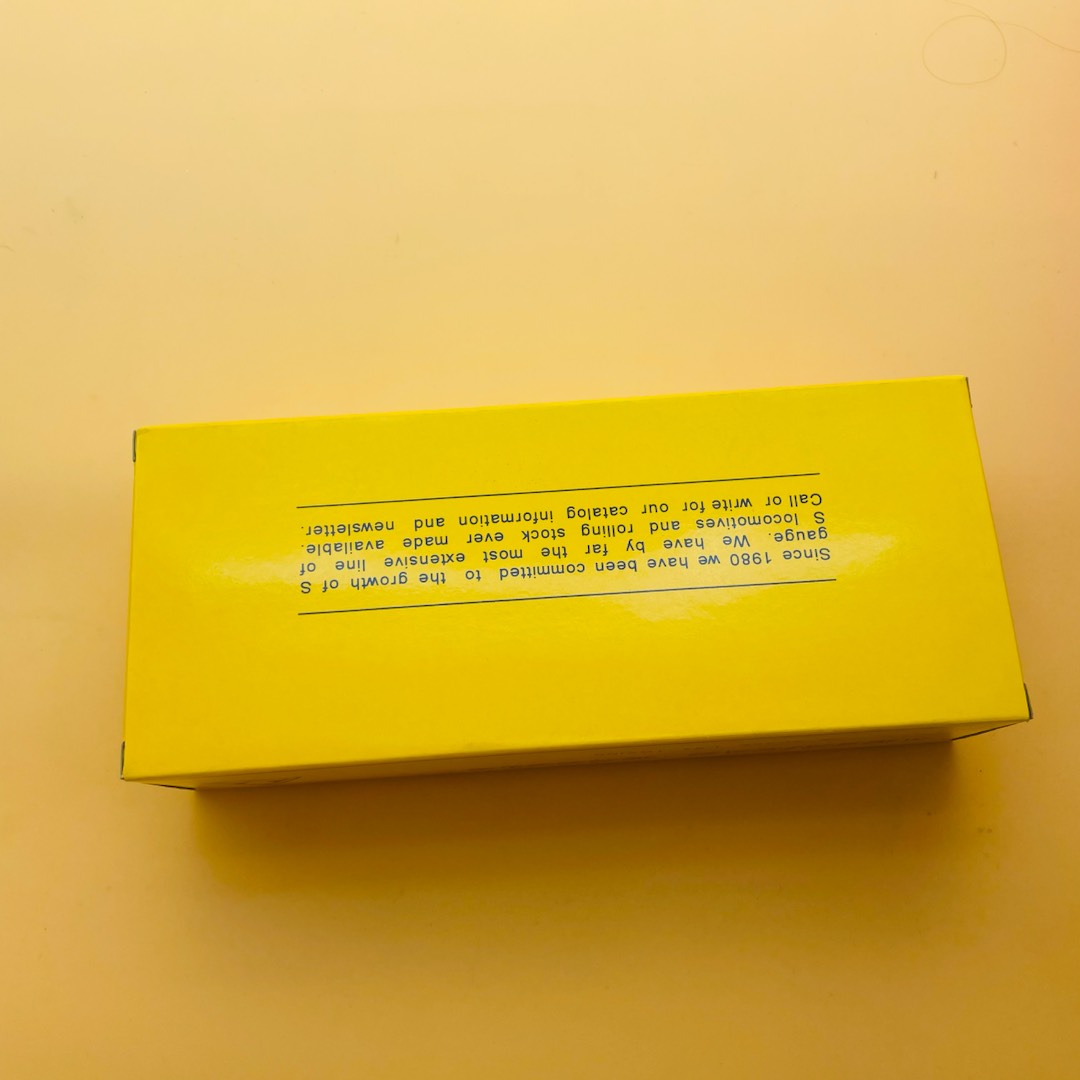 Since 1980 we have been committed to the growth of S
gauge. We have by far the most extensive line of
S locomotives and rolling stock ever made available.
Call or write for our catalog information and newsletter.